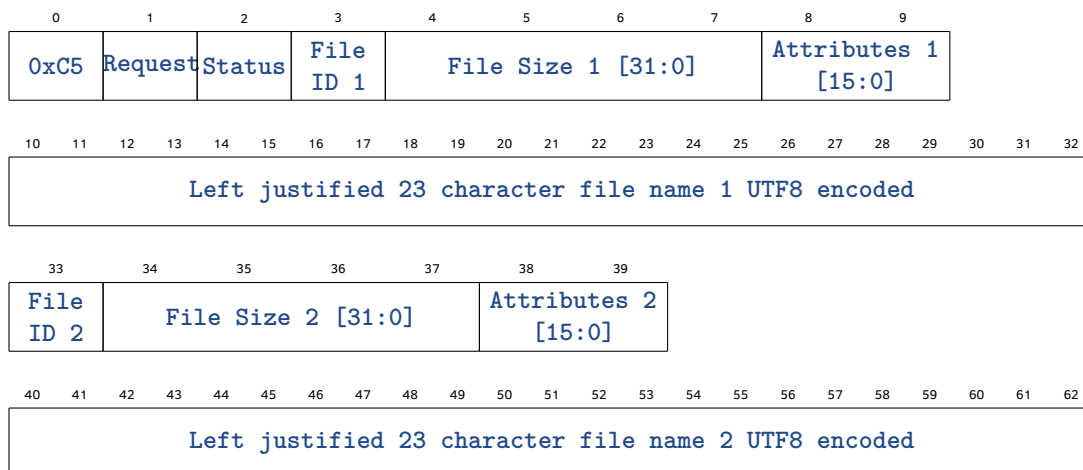 0 1 2 3 4 5 6 7 8 9
0xC5 Request Status File ID 1 File Size 1 [31:0] Attributes 1 [15:0]
10 11 12 13 14 15 16 17 18 19 20 21 22 23 24 25 26 27 28 29 30 31 32
Left justified 23 character file name 1 UTF8 encoded
33 34 35 36 37 38 39
File ID 2 File Size 2 [31:0] Attributes 2 [15:0]
40 41 42 43 44 45 46 47 48 49 50 51 52 53 54 55 56 57 58 59 60 61 62
Left justified 23 character file name 2 UTF8 encoded